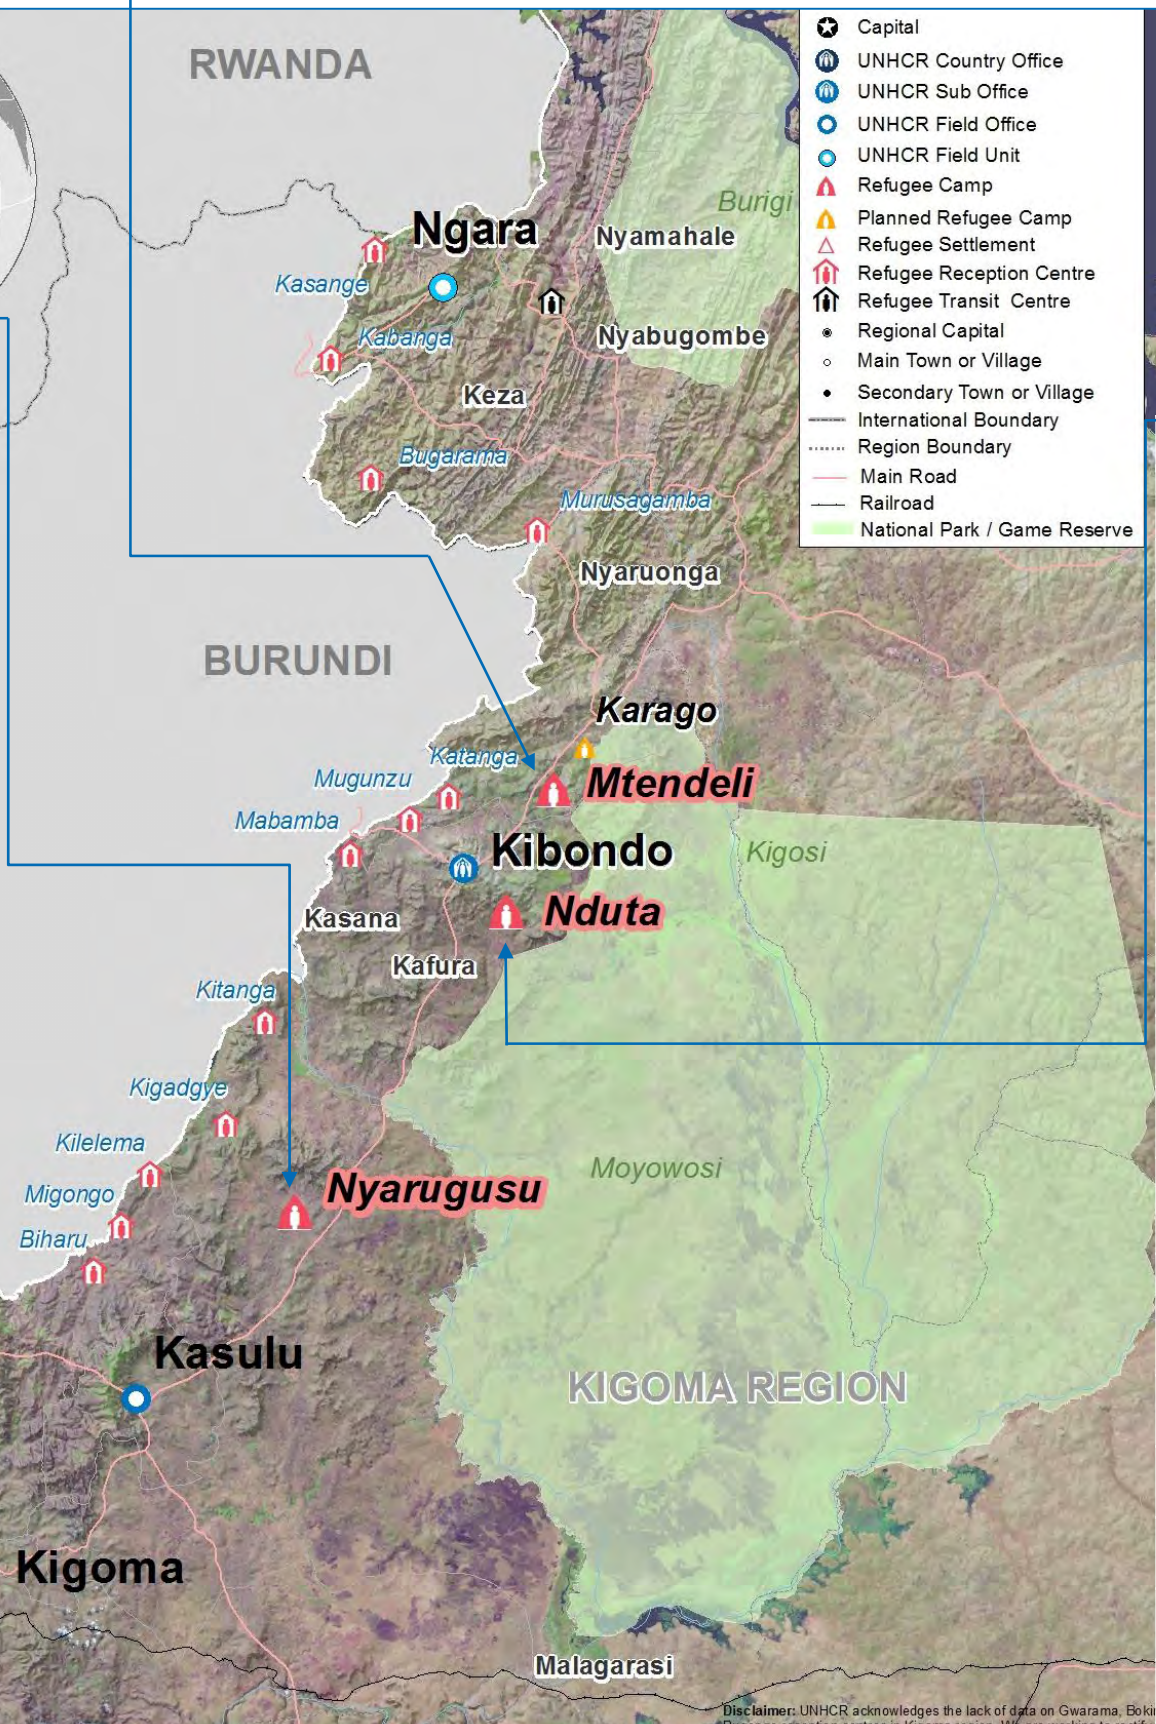 Capital
UNHCR Country Office
UNHCR Sub Office
UNHCR Field Office
UNHCR Field Unit
Refugee Camp
Planned Refugee Camp
Refugee Settlement
Refugee Reception Centre
Refugee Transit Centre
Regional Capital
Main Town or Village
Secondary Town or Village
International Boundary
Region Boundary
Main Road
Railroad
National Park / Game Reserve
RWANDA
Burigi
Ngara
Nyamahale
Kasange
Kabanga
Nyabugombe
Keza
Bugarama
Murusagamba
Nyaruonga
BURUNDI
Karago
Katanga
Mugunzu
Mtendeli
Mabamba
Kibondo
Kigosi
Kasana
Nduta
Kafura
Kitanga
Kigadgye
Kilelema
Moyowosi
Migongo
Nyarugusu
Biharu
Kasulu
KIGOMA REGION
Kigoma
Malagarasi
Disclaimer: UNHCR acknowledges the lack of data on Gwarama, Boki